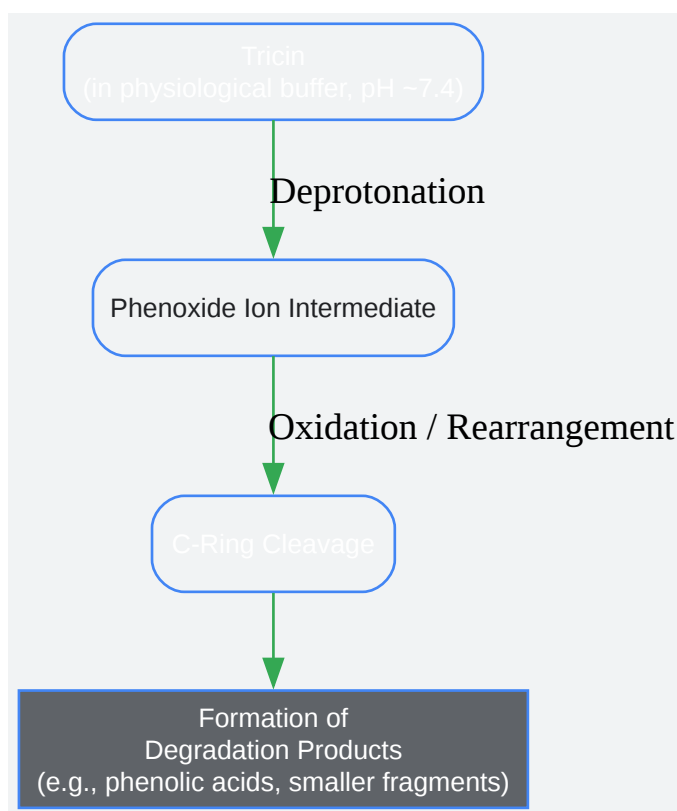 Tricin
(in physiological buffer, pH ~7.4)
Deprotonation
Phenoxide Ion Intermediate
Oxidation / Rearrangement
C-Ring Cleavage
Formation of
Degradation Products
(e.g., phenolic acids, smaller fragments)